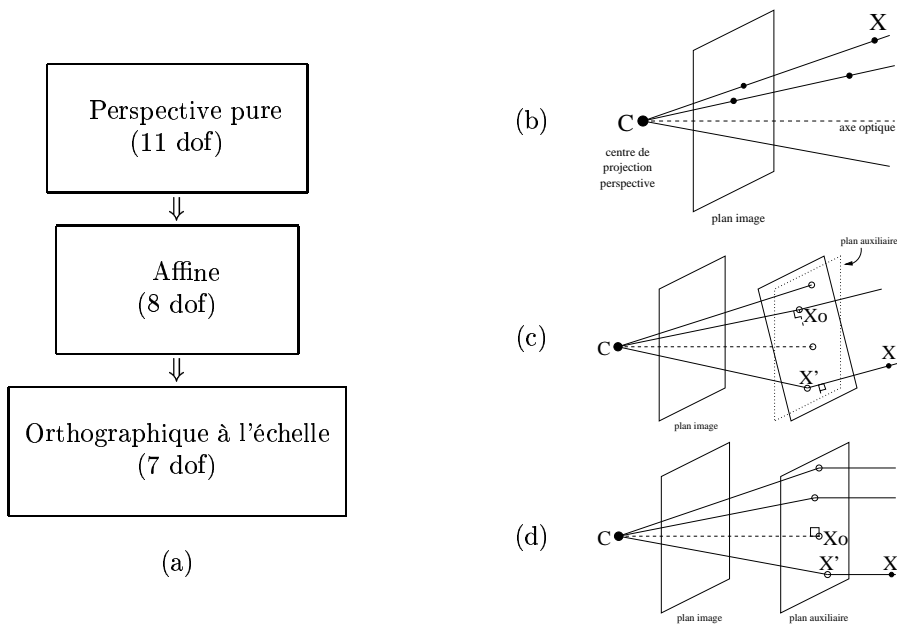 Perspective pure
(11 dof)
⇓
Affine
(8 dof)
⇓
Orthographique à l'échelle
(7 dof)
(a)
(b)
X
C
axe optique
centre de
projection
perspective
plan image
(c)
plan auxiliaire
Xo
C
X
X'
plan image
(d)
C
Xo
X'
X
plan image
plan auxiliaire